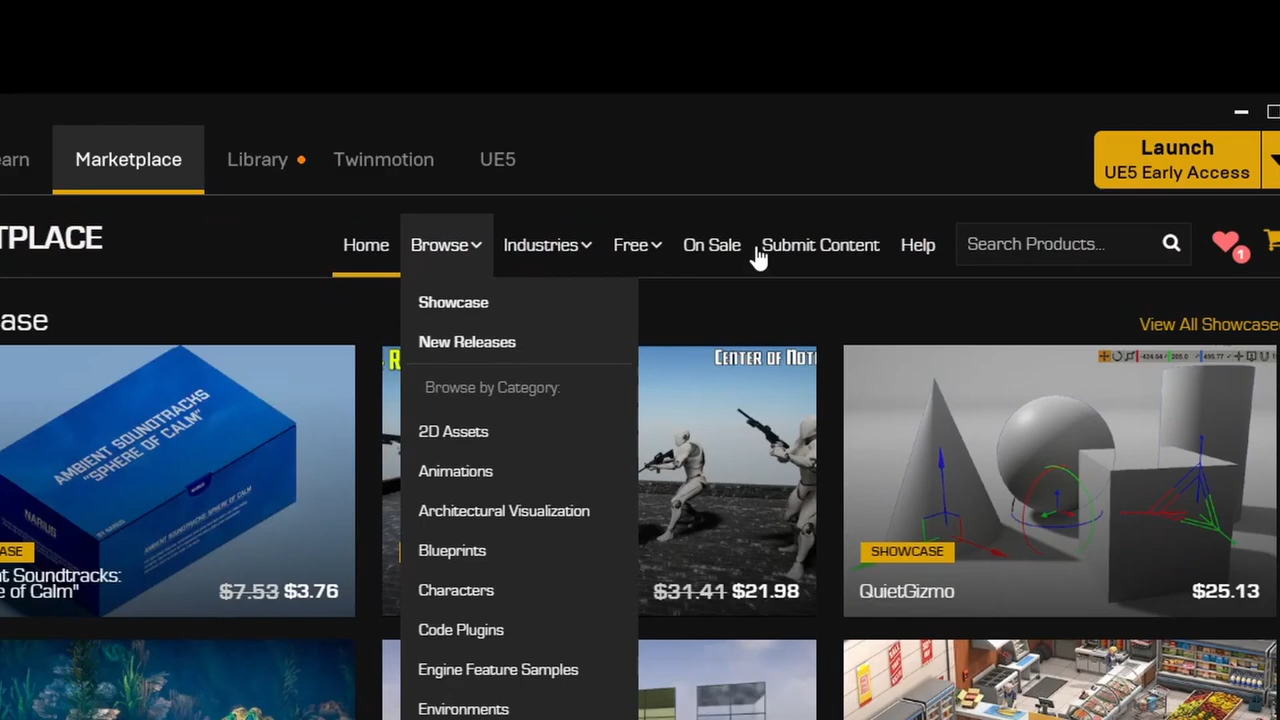 earn
Marketplace
Library
Twinmotion
UE5
Launch
UE5 Early Access
TPLACE
Home
Browse
Industries
Free
On Sale
Submit Content
Help
Search Products...
1
ase
View All Showcase
Showcase
New Releases
Browse by Category:
2D Assets
Animations
Architectural Visualization
Blueprints
Characters
Code Plugins
Engine Feature Samples
Environments
AMBIENT SOUNDTRACKS
"SPHERE OF CALM"
NARIUS
ASE
t Soundtracks:
e of Calm"
$7.53 $3.76
R
CENTER OF NOT
$31.41 $21.98
SHOWCASE
QuietGizmo
$25.13